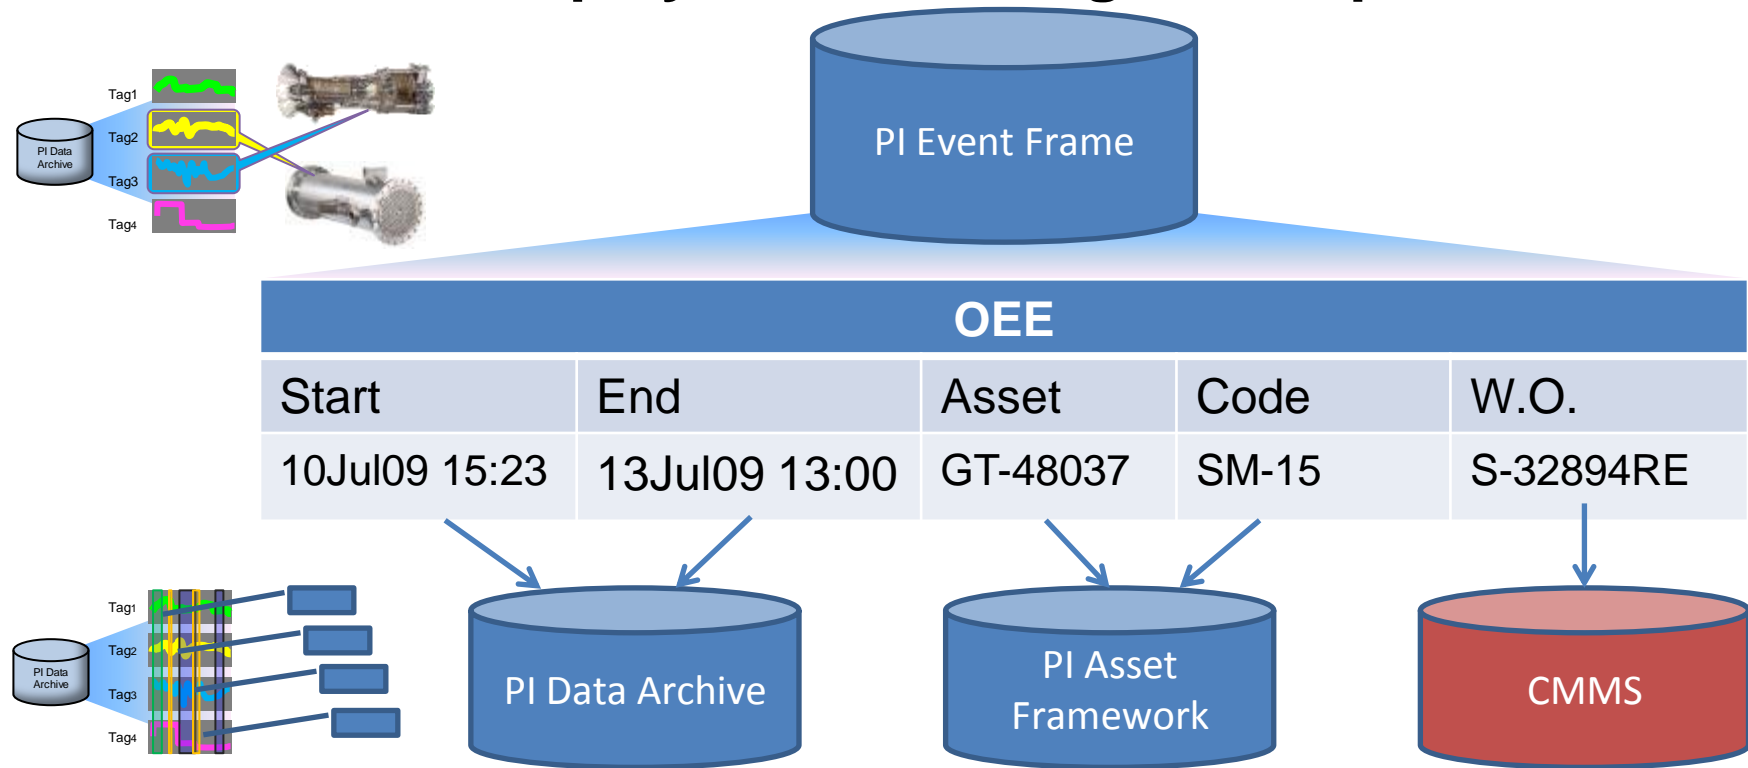 PI Event Frame
Tag1
Tag2
Tag3
Tag4
PI Data
Archive
OEE
Start End Asset Code W.O.
10Jul09 15:23 13Jul09 13:00 GT-48037 SM-15 S-32894RE
Tag1
Tag2
Tag3
Tag4
PI Data
Archive
PI Data Archive
PI Asset
Framework
CMMS